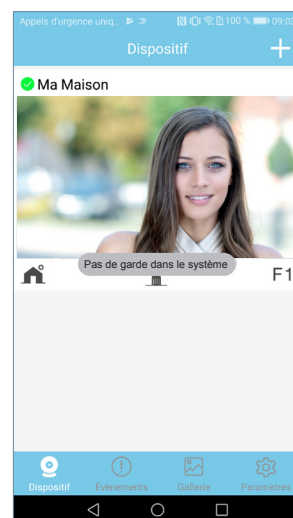 Appels d'urgence uniq... 100 % 09:03
Dispositif
Ma Maison
Pas de garde dans le système
F1
Dispositif Évènements Gallerie Paramètres